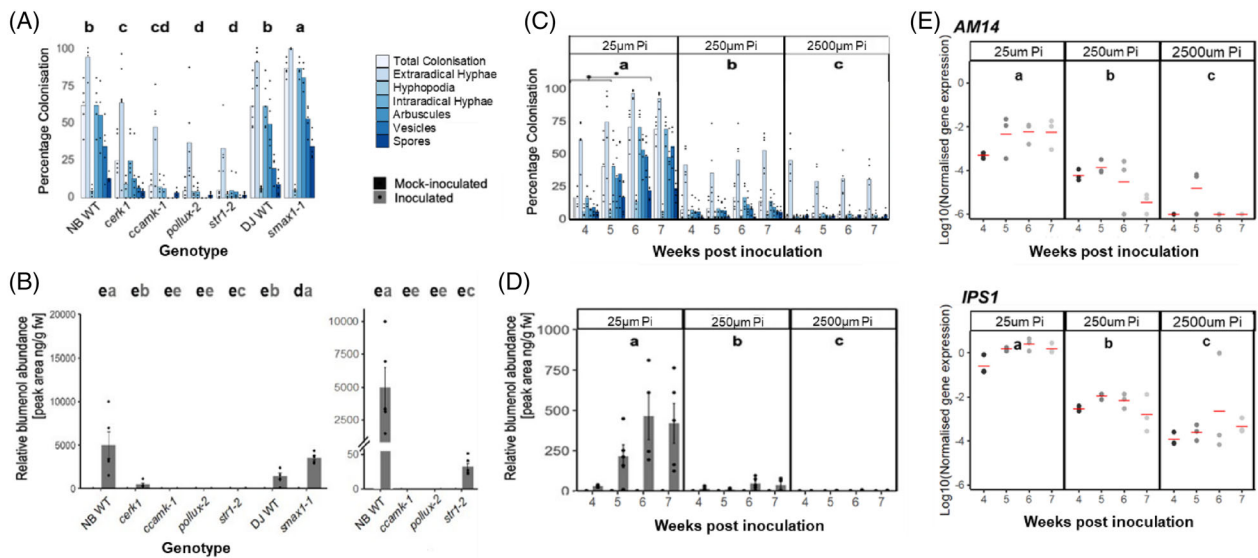 (A)
b c cd d d b a
Percentage Colonisation
100
75
50
25
0
NB WT cerk1 ccamk-1 pollux-2 str1-2 DJ WT smax1-1
Genotype
Total Colonisation
Extraradical Hyphae
Hyphopodia
Intraradical Hyphae
Arbuscules
Vesicles
Spores
Mock-inoculated
Inoculated
(B)
ea eb ee ee ec eb da
Relative blumenol abundance
[peak area ng/g fw]
20000
15000
10000
5000
0
NB WT cerk1 ccamk-1 pollux-2 str1-2 DJ WT smax1-1
Genotype
ea ee ee ec
10000
7500
5000
2500
50
0
NB WT ccamk-1 pollux-2 str1-2
(C)
25µm Pi 250µm Pi 2500µm Pi
a b c
Percentage Colonisation
100
75
50
25
0
4 5 6 7 4 5 6 7 4 5 6 7
Weeks post inoculation
(D)
Relative blumenol abundance
[peak area ng/g fw]
1000
750
500
250
0
25µm Pi 250µm Pi 2500µm Pi
a b c
4 5 6 7 4 5 6 7 4 5 6 7
Weeks post inoculation
(E)
AM14
25um Pi 250um Pi 2500um Pi
a b c
Log10(Normalised gene expression)
0
-2
-4
-6
4 5 6 7 4 5 6 7 4 5 6 7
Weeks post inoculation
IPS1
25um Pi 250um Pi 2500um Pi
a b c
Log10(Normalised gene expression)
0
-2
-4
-6
4 5 6 7 4 5 6 7 4 5 6 7
Weeks post inoculation